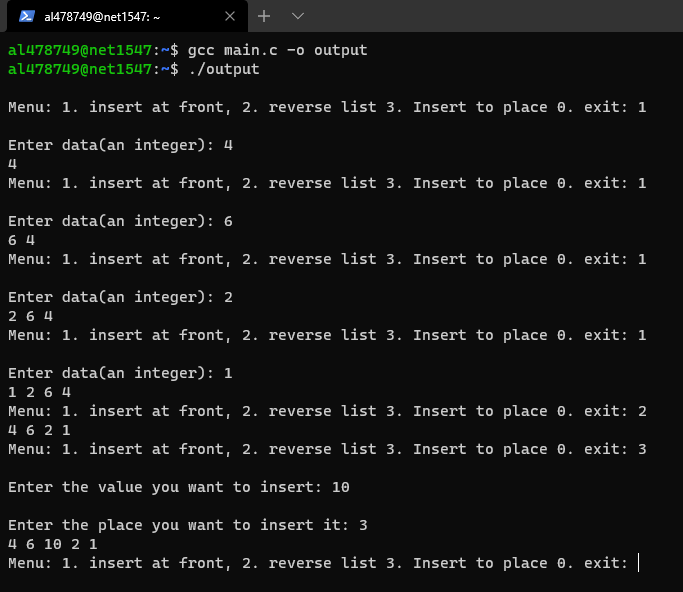 al478749@net1547: ~
al478749@net1547:~$ gcc main.c -o output
al478749@net1547:~$ ./output
Menu: 1. insert at front, 2. reverse list 3. Insert to place 0. exit: 1
Enter data(an integer): 4
4
Menu: 1. insert at front, 2. reverse list 3. Insert to place 0. exit: 1
Enter data(an integer): 6
6 4
Menu: 1. insert at front, 2. reverse list 3. Insert to place 0. exit: 1
Enter data(an integer): 2
2 6 4
Menu: 1. insert at front, 2. reverse list 3. Insert to place 0. exit: 1
Enter data(an integer): 1
1 2 6 4
Menu: 1. insert at front, 2. reverse list 3. Insert to place 0. exit: 2
4 6 2 1
Menu: 1. insert at front, 2. reverse list 3. Insert to place 0. exit: 3
Enter the value you want to insert: 10
Enter the place you want to insert it: 3
4 6 10 2 1
Menu: 1. insert at front, 2. reverse list 3. Insert to place 0. exit: